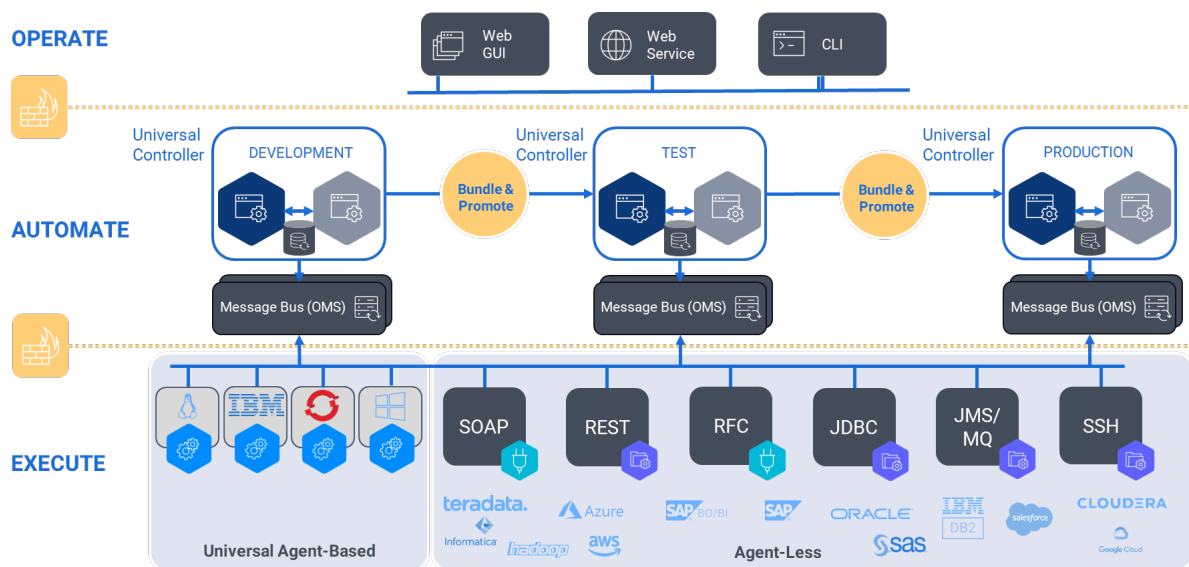 OPERATE
Web
GUI
Web
Service
CLI
Universal
Controller
DEVELOPMENT
Universal
Controller
TEST
Universal
Controller
PRODUCTION
Bundle &
Promote
Bundle &
Promote
AUTOMATE
Message Bus (OMS)
Message Bus (OMS)
Message Bus (OMS)
EXECUTE
IBM
SOAP
REST
RFC
JDBC
JMS/
MQ
SSH
teradata.
Informatica
hadoop
Azure
aws
SAP BO/BI
SAP
ORACLE
sas
IBM
DB2
salesforce
CLOUDERA
Google Cloud
Universal Agent-Based
Agent-Less